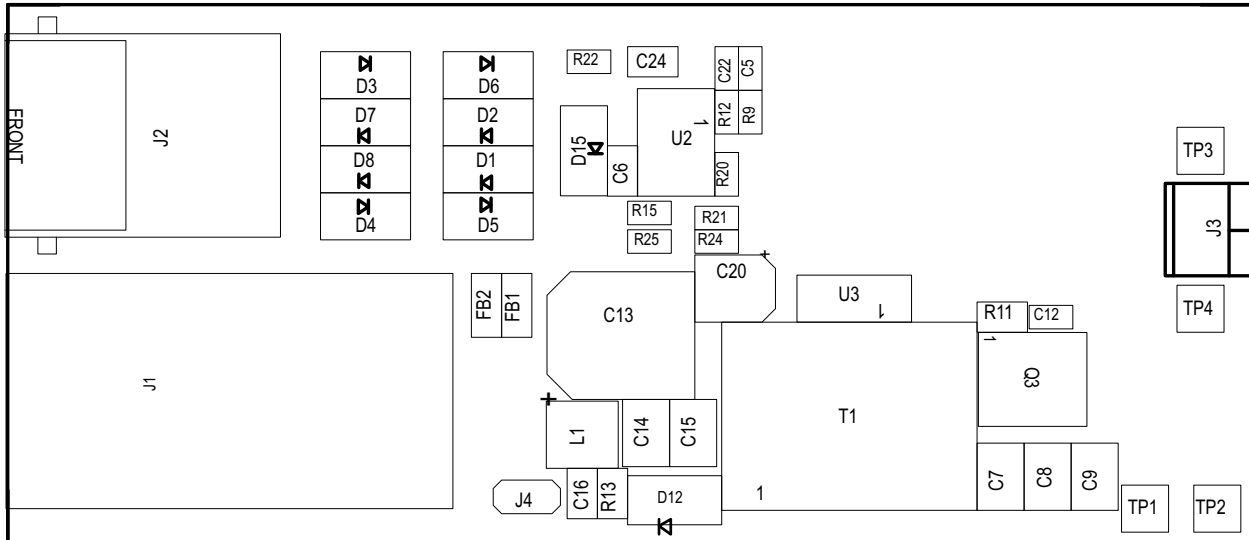 FRONT
J2
D3
D6
D7
D2
D8
D1
D4
D5
R22
C24
C22
C5
R12
R9
1
U2
D15
C6
R20
R15
R21
R25
R24
C20
+
TP3
J3
TP4
J1
FB2
FB1
C13
+
U3
1
R11
C12
1
Q3
T1
1
L1
C14
C15
C7
C8
C9
J4
C16
R13
D12
TP1
TP2